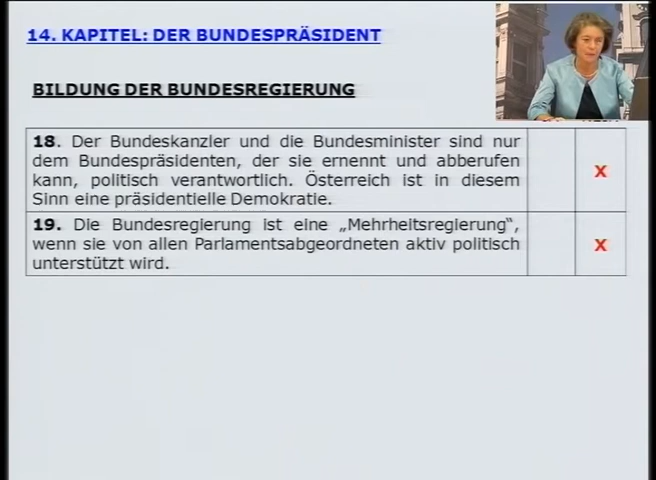 14. KAPITEL: DER BUNDESPRÄSIDENT
BILDUNG DER BUNDESREGIERUNG
18. Der Bundeskanzler und die Bundesminister sind nur
dem Bundespräsidenten, der sie ernennt und abberufen
kann, politisch verantwortlich. Österreich ist in diesem
Sinn eine präsidentielle Demokratie.
X
19. Die Bundesregierung ist eine „Mehrheitsregierung“,
wenn sie von allen Parlamentsabgeordneten aktiv politisch
unterstützt wird.
X